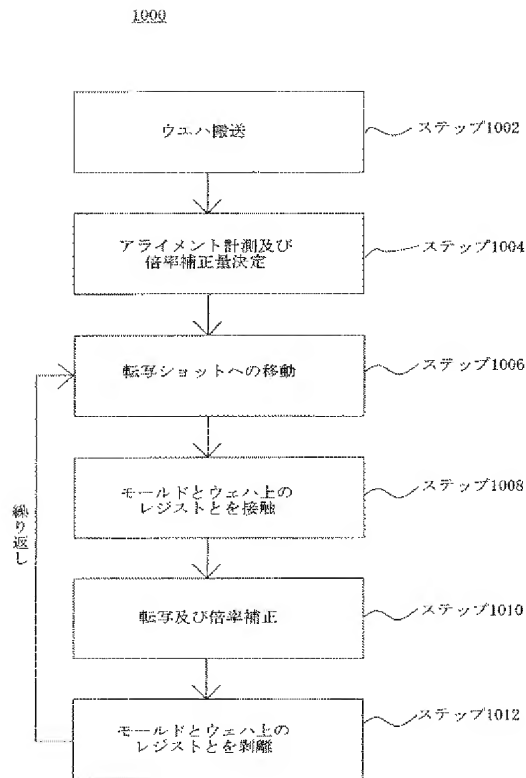 1000
ウエハ搬送
ステップ1002
アライメント計測及び
倍率補正量決定
ステップ1004
転写ショットへの移動
ステップ1006
モールドとウェハ上の
レジストとを接触
ステップ1008
転写及び倍率補正
ステップ1010
モールドとウェハ上の
レジストとを剥離
ステップ1012
繰り返し